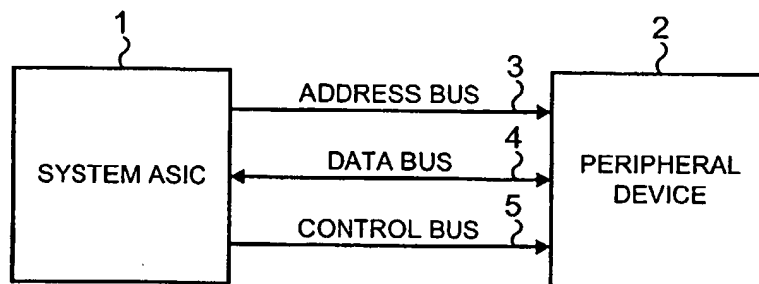 1
2
ADDRESS BUS 3
SYSTEM ASIC
DATA BUS 4
PERIPHERAL
DEVICE
CONTROL BUS 5